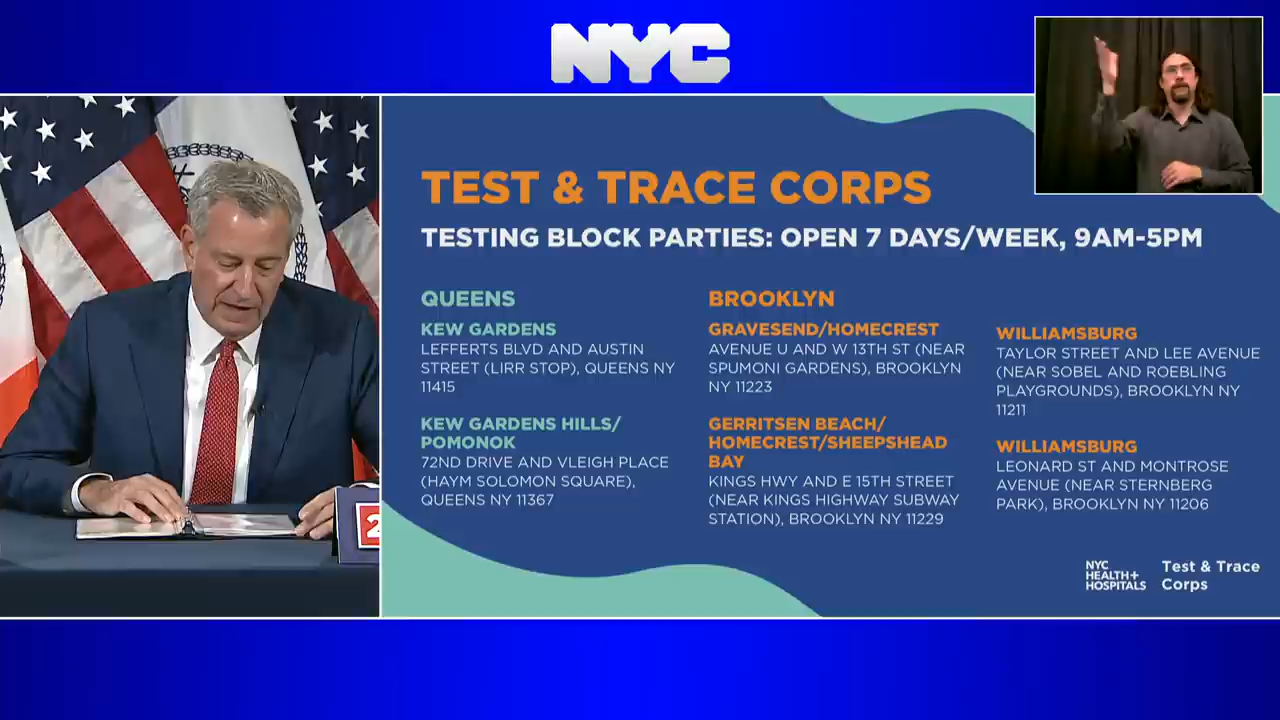 NYC
TEST & TRACE CORPS
TESTING BLOCK PARTIES: OPEN 7 DAYS/WEEK, 9AM-5PM
QUEENS
KEW GARDENS
LEFFERTS BLVD AND AUSTIN
STREET (LIRR STOP), QUEENS NY
11415
KEW GARDENS HILLS/
POMONOK
72ND DRIVE AND VLEIGH PLACE
(HAYM SOLOMON SQUARE),
QUEENS NY 11367
BROOKLYN
GRAVESEND/HOMECREST
AVENUE U AND W 13TH ST (NEAR
SPUMONI GARDENS), BROOKLYN
NY 11223
GERRITSEN BEACH/
HOMECREST/SHEEPSHEAD
BAY
KINGS HWY AND E 15TH STREET
(NEAR KINGS HIGHWAY SUBWAY
STATION), BROOKLYN NY 11229
WILLIAMSBURG
TAYLOR STREET AND LEE AVENUE
(NEAR SOBEL AND ROEBLING
PLAYGROUNDS), BROOKLYN NY
11211
WILLIAMSBURG
LEONARD ST AND MONTROSE
AVENUE (NEAR STERNBERG
PARK), BROOKLYN NY 11206
NYC
HEALTH+
HOSPITALS
Test & Trace
Corps
2